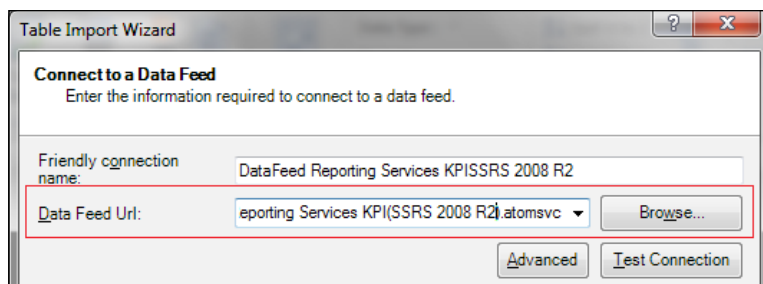 Table Import Wizard
Connect to a Data Feed
Enter the information required to connect to a data feed.
Friendly connection
name:
DataFeed Reporting Services KPISSRS 2008 R2
Data Feed Url:
eporting Services KPI(SSRS 2008 R2).atomsvc
Browse...
Advanced
Test Connection